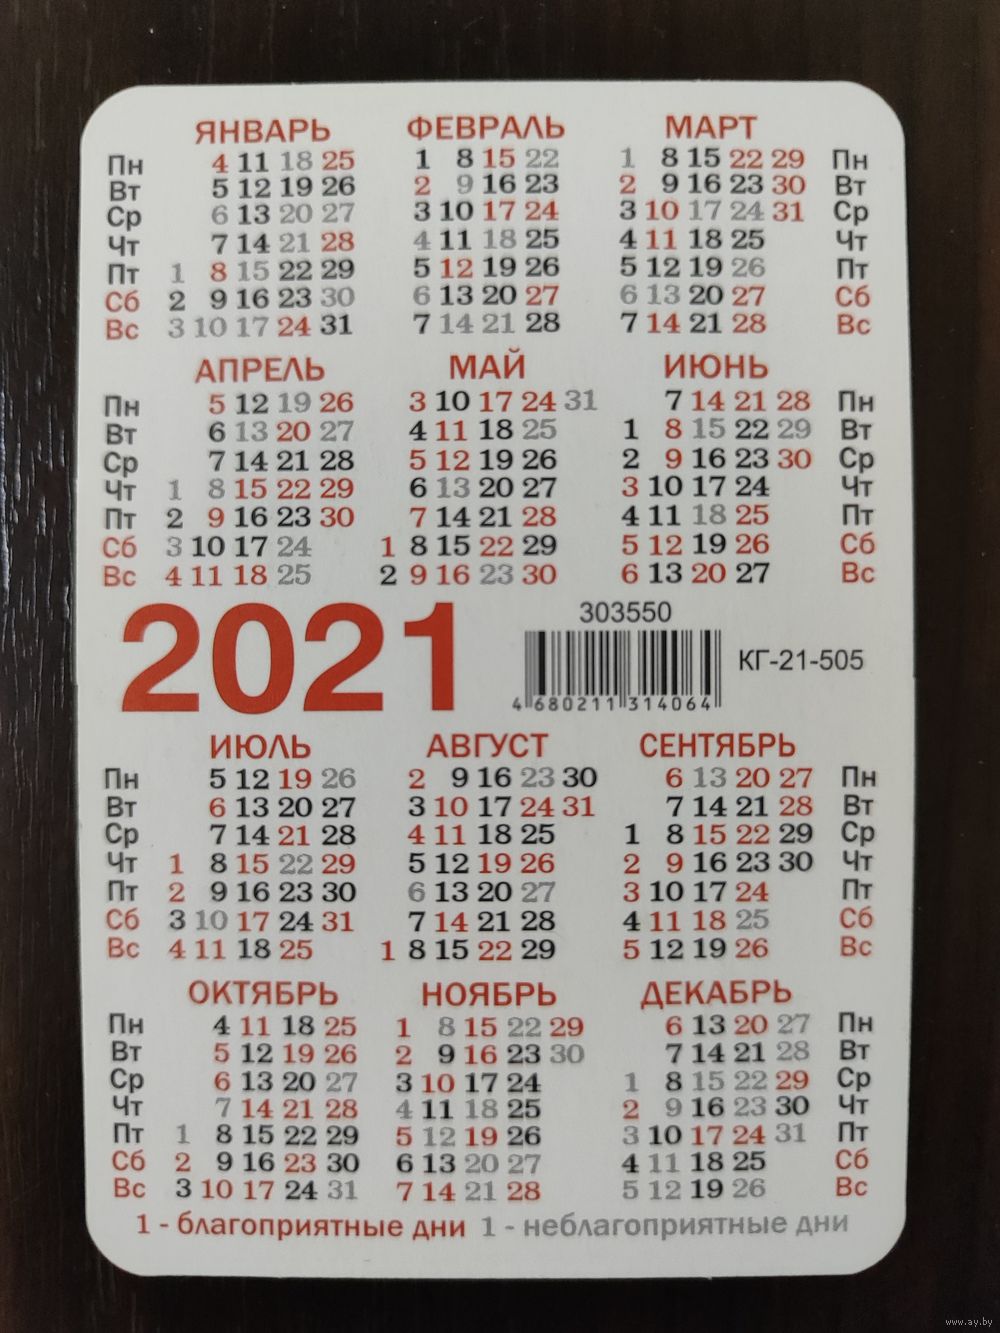 ЯНВАРЬ ФЕВРАЛЬ МАРТ
Пн 4 11 18 25 1 8 15 22 1 8 15 22 29 Пн
Вт 5 12 19 26 2 9 16 23 2 9 16 23 30 Вт
Ср 6 13 20 27 3 10 17 24 3 10 17 24 31 Ср
Чт 7 14 21 28 4 11 18 25 4 11 18 25 Чт
Пт 1 8 15 22 29 5 12 19 26 5 12 19 26 Пт
Сб 2 9 16 23 30 6 13 20 27 6 13 20 27 Сб
Вс 3 10 17 24 31 7 14 21 28 7 14 21 28 Вс
АПРЕЛЬ МАЙ ИЮНЬ
Пн 5 12 19 26 3 10 17 24 31 7 14 21 28 Пн
Вт 6 13 20 27 4 11 18 25 1 8 15 22 29 Вт
Ср 7 14 21 28 5 12 19 26 2 9 16 23 30 Ср
Чт 1 8 15 22 29 6 13 20 27 3 10 17 24 Чт
Пт 2 9 16 23 30 7 14 21 28 4 11 18 25 Пт
Сб 3 10 17 24 1 8 15 22 29 5 12 19 26 Сб
Вс 4 11 18 25 2 9 16 23 30 6 13 20 27 Вс
2021 303550 КГ-21-505
4 680211 314064
ИЮЛЬ АВГУСТ СЕНТЯБРЬ
Пн 5 12 19 26 2 9 16 23 30 6 13 20 27 Пн
Вт 6 13 20 27 3 10 17 24 31 7 14 21 28 Вт
Ср 7 14 21 28 4 11 18 25 1 8 15 22 29 Ср
Чт 1 8 15 22 29 5 12 19 26 2 9 16 23 30 Чт
Пт 2 9 16 23 30 6 13 20 27 3 10 17 24 Пт
Сб 3 10 17 24 31 7 14 21 28 4 11 18 25 Сб
Вс 4 11 18 25 1 8 15 22 29 5 12 19 26 Вс
ОКТЯБРЬ НОЯБРЬ ДЕКАБРЬ
Пн 4 11 18 25 1 8 15 22 29 6 13 20 27 Пн
Вт 5 12 19 26 2 9 16 23 30 7 14 21 28 Вт
Ср 6 13 20 27 3 10 17 24 1 8 15 22 29 Ср
Чт 7 14 21 28 4 11 18 25 2 9 16 23 30 Чт
Пт 1 8 15 22 29 5 12 19 26 3 10 17 24 31 Пт
Сб 2 9 16 23 30 6 13 20 27 4 11 18 25 Сб
Вс 3 10 17 24 31 7 14 21 28 5 12 19 26 Вс
1 - благоприятные дни 1 - неблагоприятные дни
www.ay.by